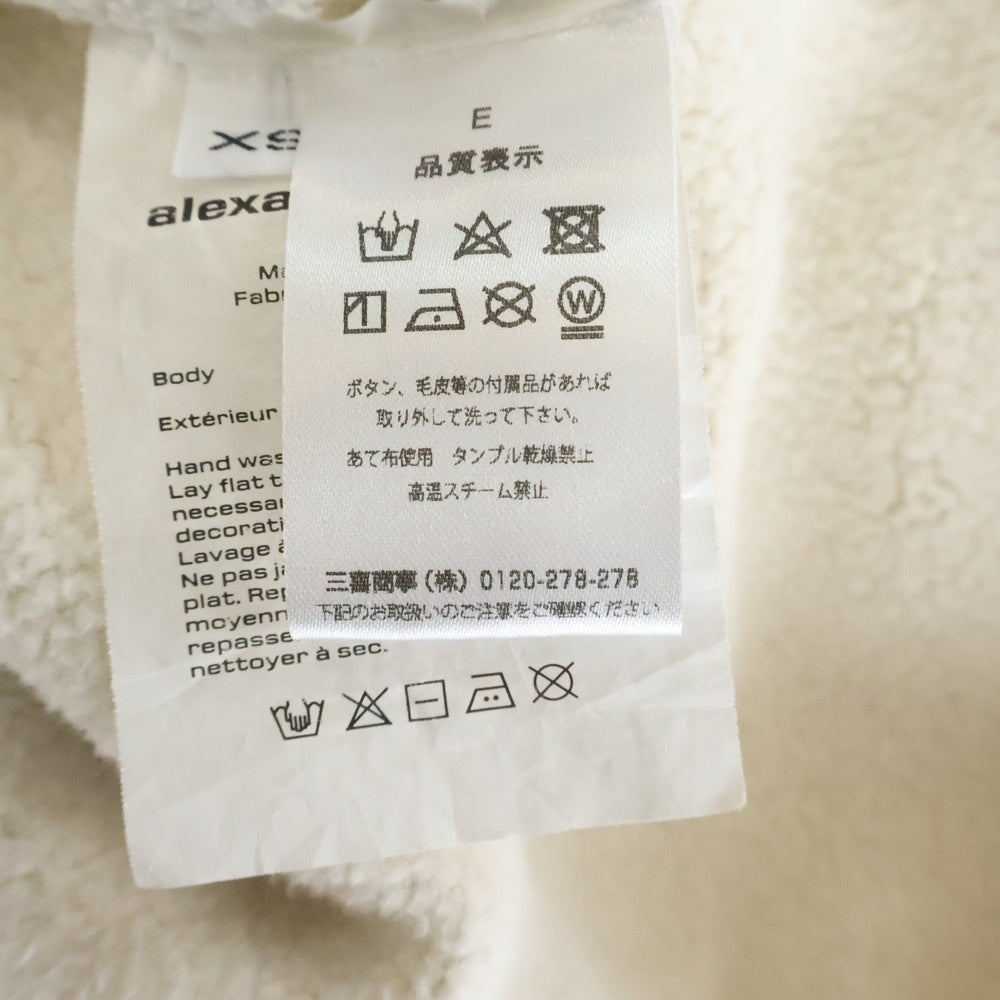 XS
alexa
Body
Extérieur
Hand was
Lay flat t
necessar
decorati
Lavage à
Ne pas
plat. Rep
moyenn
repasse
nettoyer à sec.
E
品質表示
W
ボタン、毛皮等の付属品があれば
取り外して洗って下さい。
あて布使用 タンブル乾燥禁止
高温スチーム禁止
三喜商事（株）0120-278-278
下記のお取扱いのご注意をご確認ください